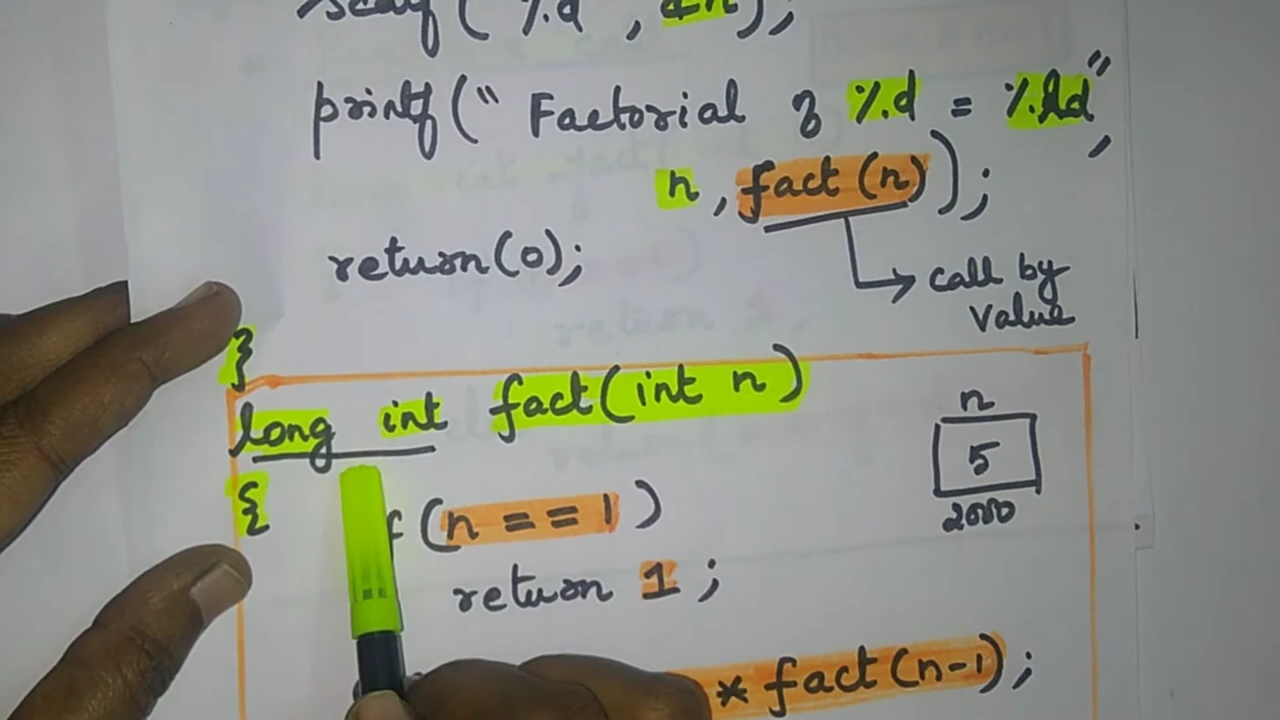 scanf( "%d", &n);
printf(" Factorial of %d = %ld",
n, fact(n));
return(0);
call by
value
}
long int fact(int n)
n
5
2000
{
(n == 1)
return 1;
* fact(n-1);